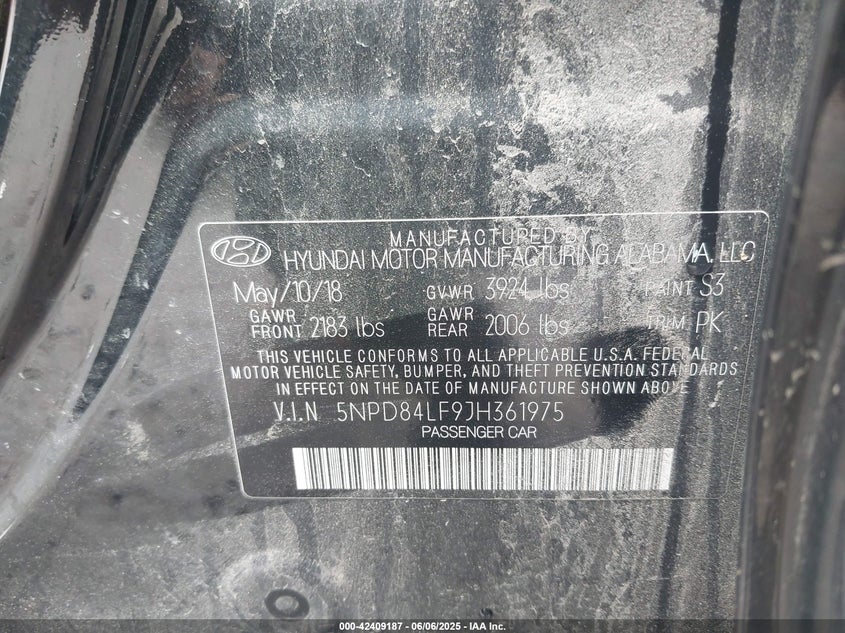 MANUFACTURED BY
HYUNDAI MOTOR MANUFACTURING ALABAMA, LLC
May/10/18 GVWR 3924 lbs PAINT S3
GAWR FRONT 2183 lbs GAWR REAR 2006 lbs TRIM PK
THIS VEHICLE CONFORMS TO ALL APPLICABLE U.S.A. FEDERAL
MOTOR VEHICLE SAFETY, BUMPER, AND THEFT PREVENTION STANDARDS
IN EFFECT ON THE DATE OF MANUFACTURE SHOWN ABOVE
V.I.N 5NPD84LF9JH361975
PASSENGER CAR
000-42409187 - 06/06/2025 - IAA Inc.